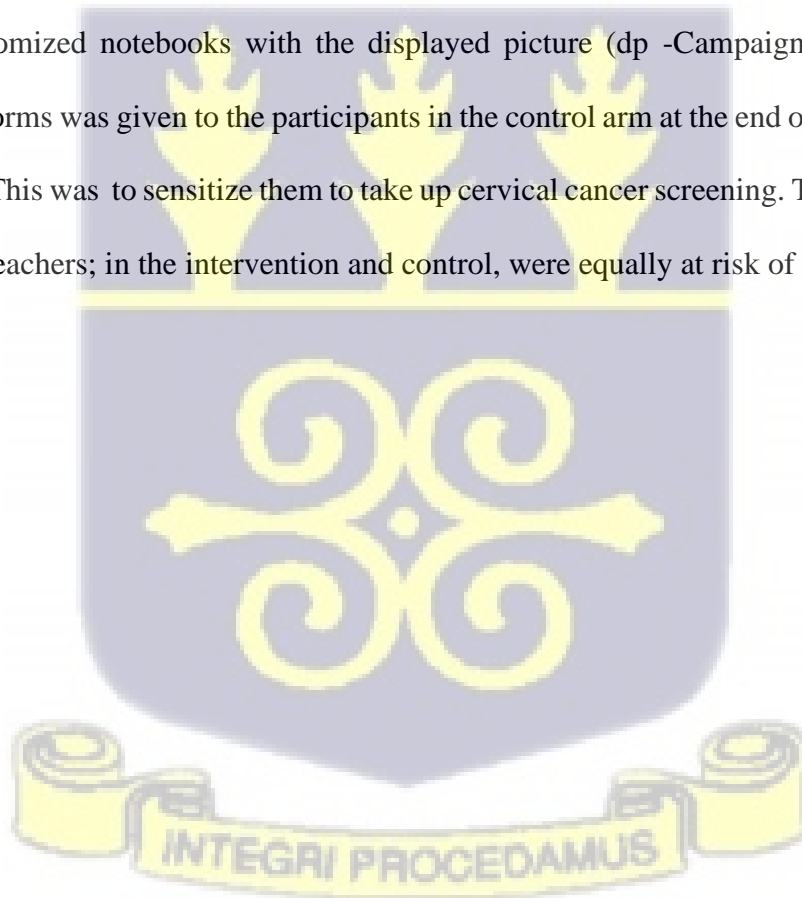 omized notebooks with the displayed picture (dp -Campaign
orms was given to the participants in the control arm at the end o
This was to sensitize them to take up cervical cancer screening. T
eachers; in the intervention and control, were equally at risk of
INTEGRI PROCEDAMUS